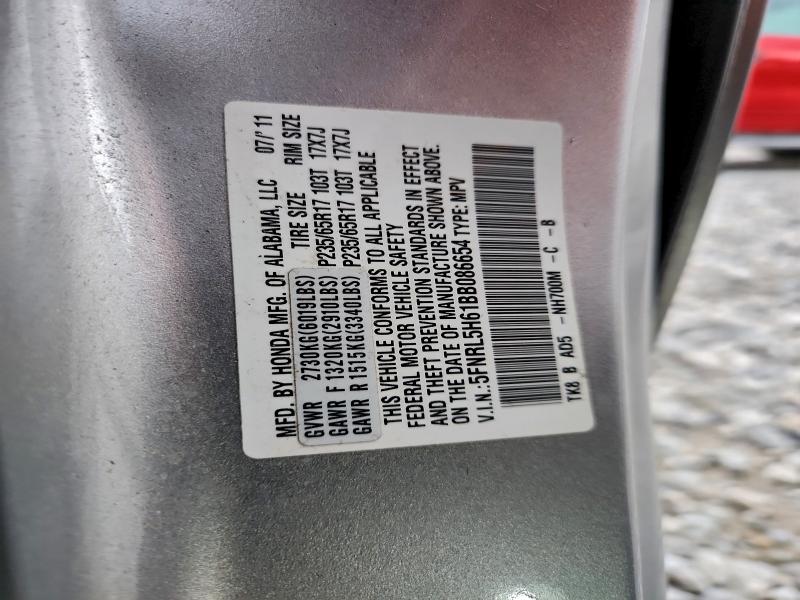 MFD. BY HONDA MFG. OF ALABAMA, LLC 07/'11
TIRE SIZE RIM SIZE
GVWR 2730KG(6019LBS)
GAWR F 1320KG(2910LBS) P235/65R17 103T 17X7J
GAWR R 1515KG(3340LBS) P235/65R17 103T 17X7J
THIS VEHICLE CONFORMS TO ALL APPLICABLE
FEDERAL MOTOR VEHICLE SAFETY
AND THEFT PREVENTION STANDARDS IN EFFECT
ON THE DATE OF MANUFACTURE SHOWN ABOVE.
V.I.N.:5FNRL5H61BB086654 TYPE: MPV
TK8 B AD5 -NH700M -C -B